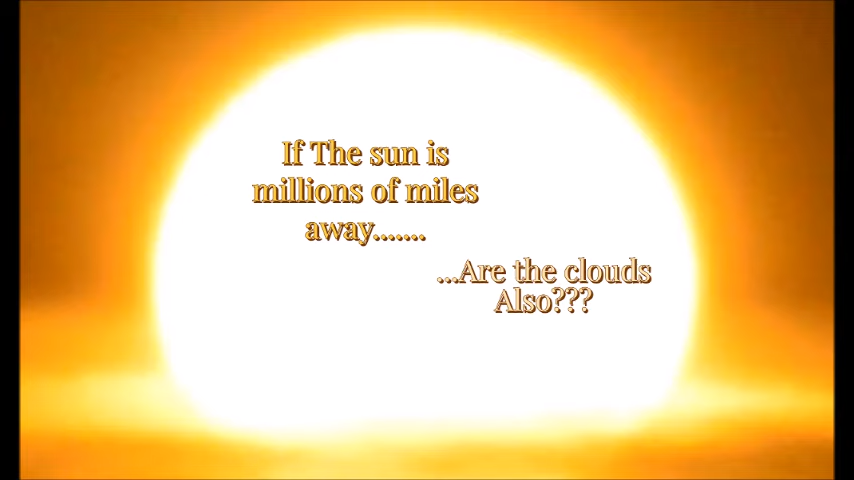 If The sun is
millions of miles
away.......
...Are the clouds
Also???